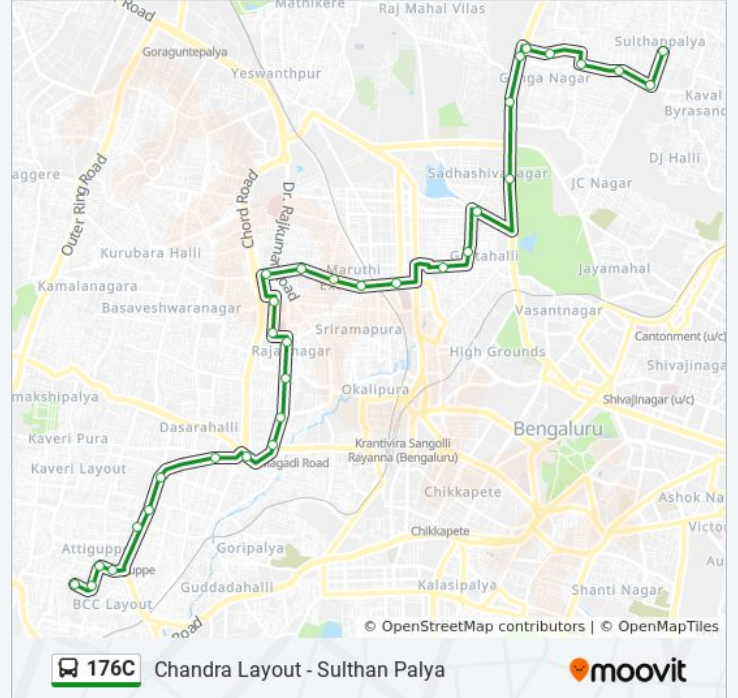 Road
Mathikere
Raj Mahal Vilas
Goraguntepalya
Sulthanpalya
Yeswanthpur
Ganga Nagar
Kaval
Byrasand
DJ Halli
aggere
Outer Ring Road
Chord Road
Dr. Rajkumar Road
Sadhashivanagar
JC Nagar
Kurubara Halli
Maruthi
Kamalanagara
Guttahalli
Jayamahal
Basaveshwaranagar
Vasantnagar
Sriramapura
Cantonment (u/c)
Rajajinagar
High Grounds
Shivajinaga
makshipalya
Okalipura
Shivajinagar (u/c)
Dasarahalli
Bengaluru
Kaveri Pura
Krantivira Sangolli
Rayanna (Bengaluru)
Kaveri Layout
Magadi Road
Chikkapete
Ashok Na
Chikkapete
Victo
Attiguppe
Goripalya
Au
uppe
Guddadahalli
Kalasipalya
Shanti Nagar
BCC Layout
Road
© OpenStreetMap contributors | © OpenMapTiles
176C Chandra Layout - Sulthan Palya
moovit